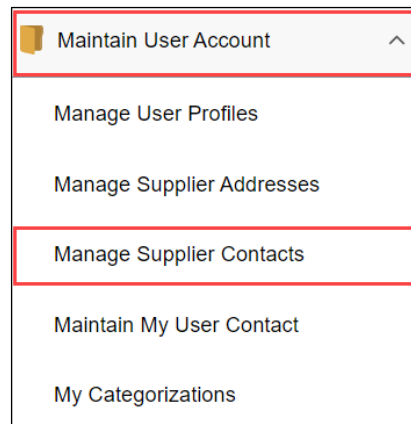 Maintain User Account
Manage User Profiles
Manage Supplier Addresses
Manage Supplier Contacts
Maintain My User Contact
My Categorizations